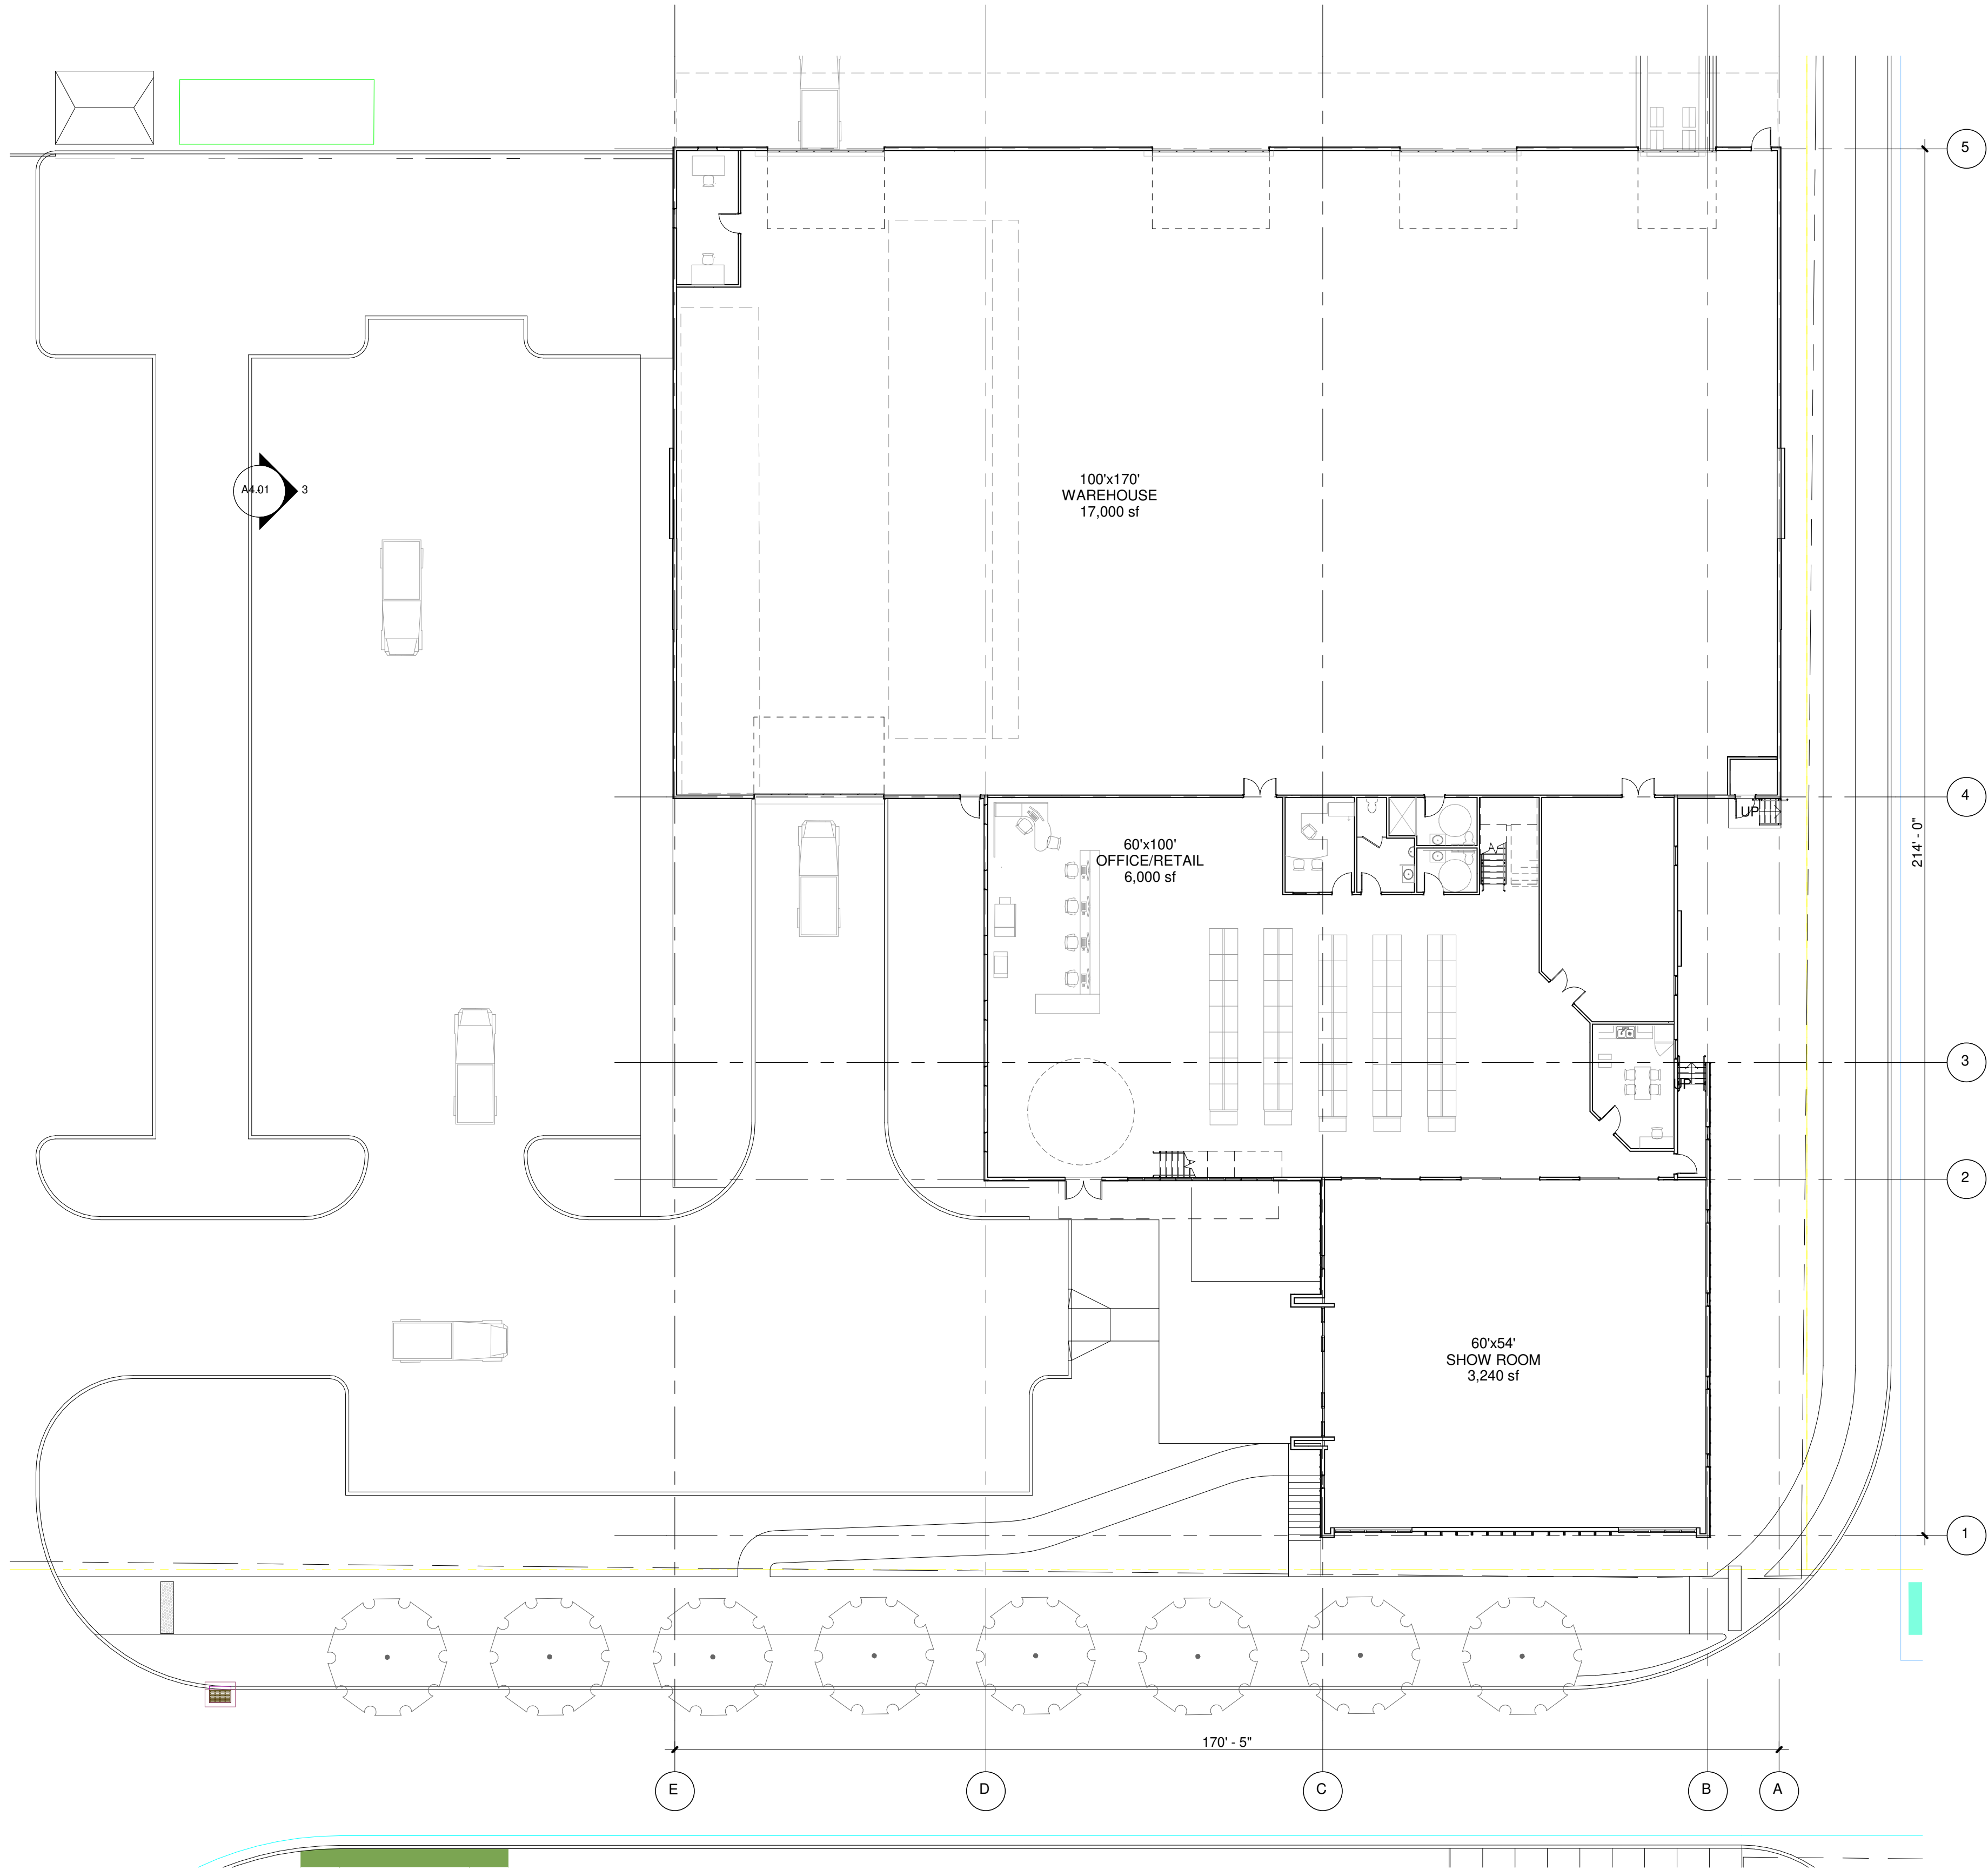 5
A4.01
3
100'x170'
WAREHOUSE
17,000 sf
4
UP
60'x100'
OFFICE/RETAIL
6,000 sf
214' - 0"
3
UP
2
60'x54'
SHOW ROOM
3,240 sf
1
170' - 5"
E
D
C
B
A